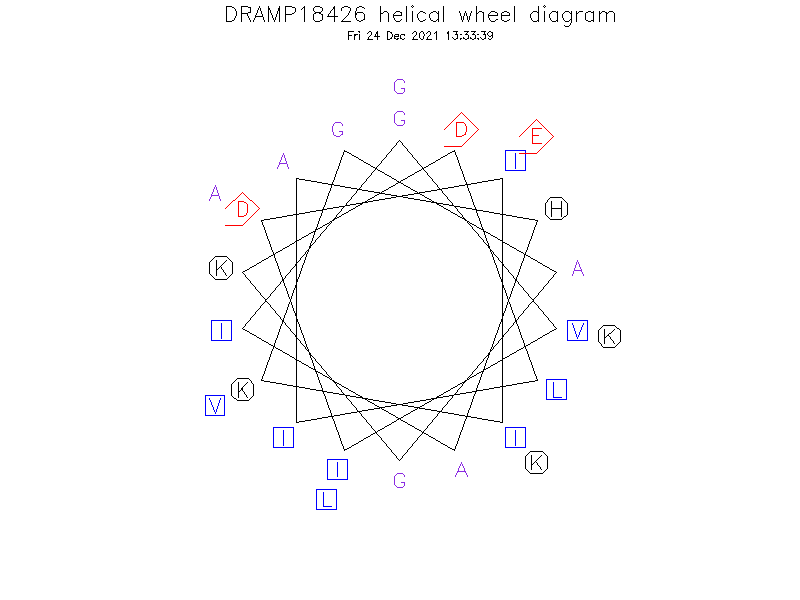 DRAMP18426 helical wheel diagram
Fri 24 Dec 2021 13:33:39
G
G
G D E
A I
A D H
K A
I V K
K L
V
I I
I K
G A
L